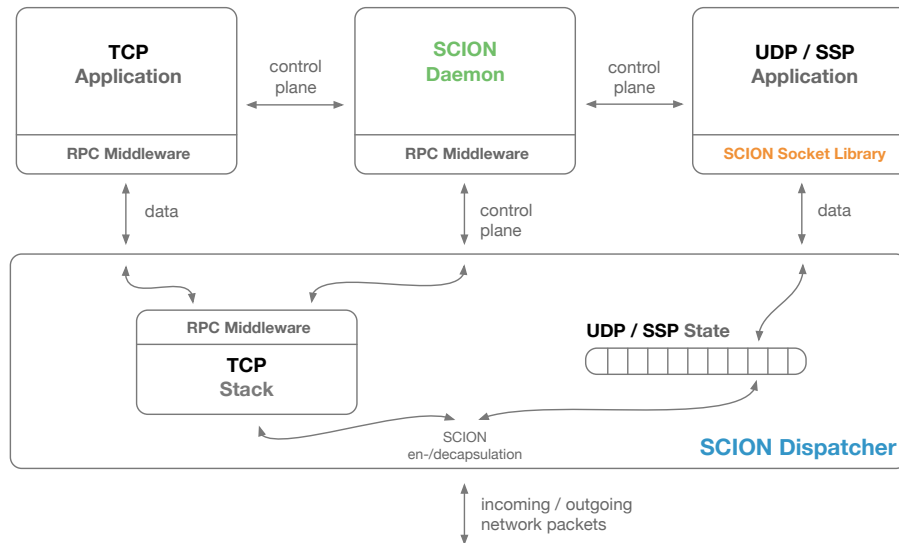 TCP
Application
control
plane
SCION
Daemon
control
plane
UDP / SSP
Application
RPC Middleware
RPC Middleware
SCION Socket Library
data
control
plane
data
RPC Middleware
TCP
Stack
UDP / SSP State
SCION
en-/decapsulation
SCION Dispatcher
incoming / outgoing
network packets